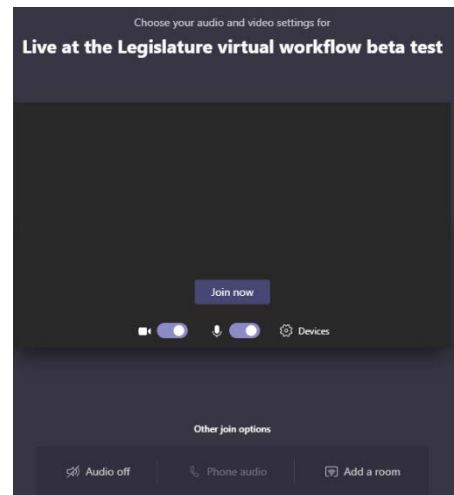 Choose your audio and video settings for
Live at the Legislature virtual workflow beta test
Join now
Devices
Other join options
Audio off
Phone audio
Add a room